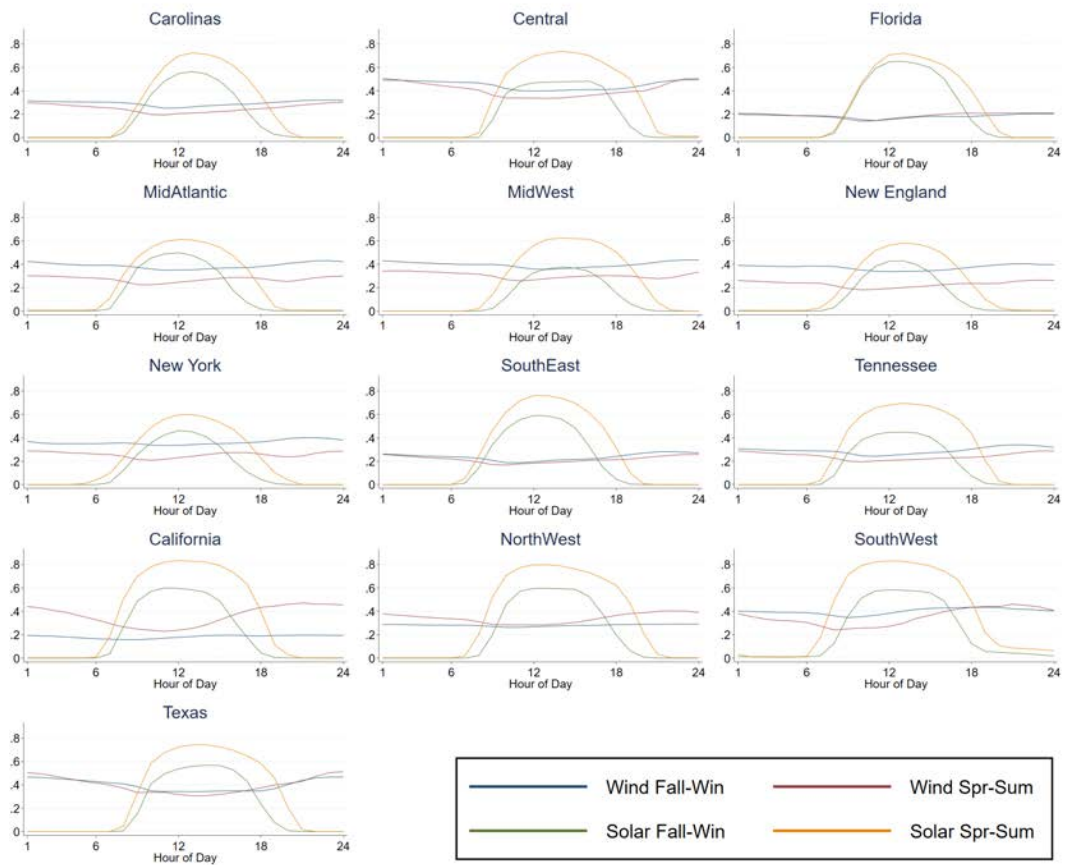 Carolinas
.8
.6
.4
.2
0
1 6 12 18 24
Hour of Day
Central
.8
.6
.4
.2
0
1 6 12 18 24
Hour of Day
Florida
.8
.6
.4
.2
0
1 6 12 18 24
Hour of Day
MidAtlantic
.8
.6
.4
.2
0
1 6 12 18 24
Hour of Day
MidWest
.8
.6
.4
.2
0
1 6 12 18 24
Hour of Day
New England
.8
.6
.4
.2
0
1 6 12 18 24
Hour of Day
New York
.8
.6
.4
.2
0
1 6 12 18 24
Hour of Day
SouthEast
.8
.6
.4
.2
0
1 6 12 18 24
Hour of Day
Tennessee
.8
.6
.4
.2
0
1 6 12 18 24
Hour of Day
California
.8
.6
.4
.2
0
1 6 12 18 24
Hour of Day
NorthWest
.8
.6
.4
.2
0
1 6 12 18 24
Hour of Day
SouthWest
.8
.6
.4
.2
0
1 6 12 18 24
Hour of Day
Texas
.8
.6
.4
.2
0
1 6 12 18 24
Hour of Day
Wind Fall-Win Wind Spr-Sum
Solar Fall-Win Solar Spr-Sum